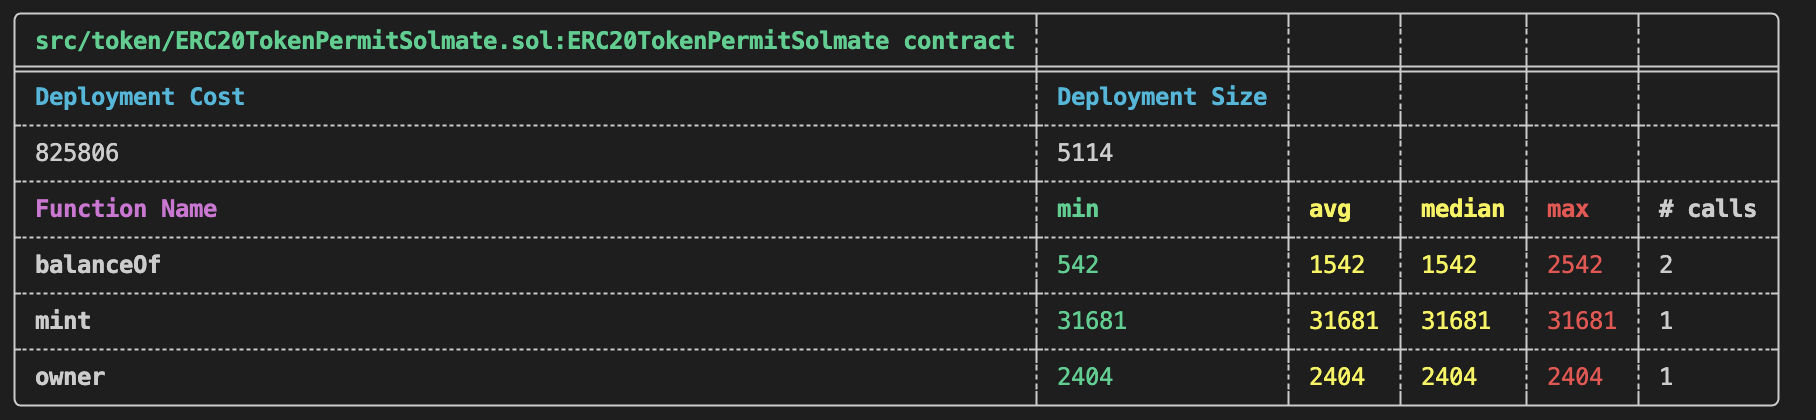 src/token/ERC20TokenPermitSolmate.sol:ERC20TokenPermitSolmate contract
Deployment Cost Deployment Size
825806 5114
Function Name min avg median max # calls
balanceOf 542 1542 1542 2542 2
mint 31681 31681 31681 31681 1
owner 2404 2404 2404 2404 1